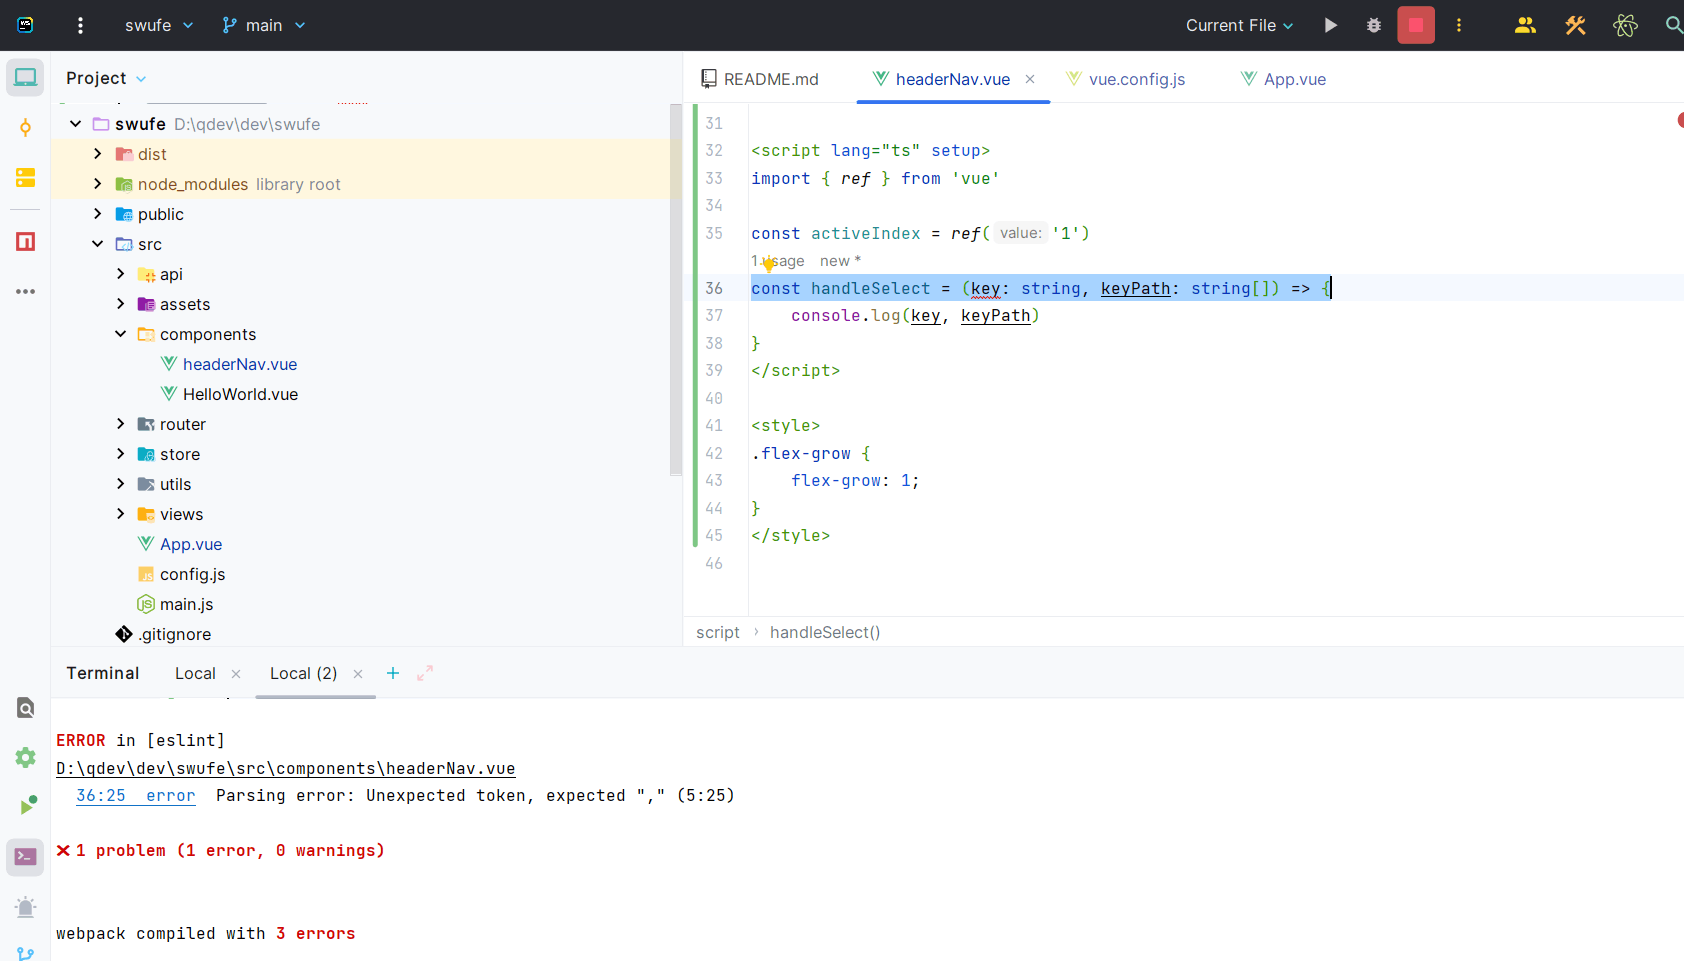 swufe
main
Current File
Project
README.md
headerNav.vue
vue.config.js
App.vue
swufe D:\qdev\dev\swufe
dist
node_modules library root
public
src
api
assets
components
headerNav.vue
HelloWorld.vue
router
store
utils
views
App.vue
config.js
main.js
.gitignore
31
32 <script lang="ts" setup>
33 import { ref } from 'vue'
34
35 const activeIndex = ref( value: '1')
1 usage new *
36 const handleSelect = (key: string, keyPath: string[]) => {
37 console.log(key, keyPath)
38 }
39 </script>
40
41 <style>
42 .flex-grow {
43 flex-grow: 1;
44 }
45 </style>
46
script › handleSelect()
Terminal Local × Local (2) × +
ERROR in [eslint]
D:\qdev\dev\swufe\src\components\headerNav.vue
36:25 error Parsing error: Unexpected token, expected "," (5:25)
✖ 1 problem (1 error, 0 warnings)
webpack compiled with 3 errors